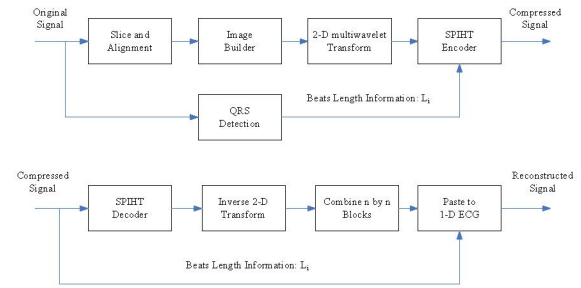 Original
Signal
Slice and
Alignment
Image
Builder
2-D multiwavelet
Transform
SPIHT
Encoder
Compressed
Signal
QRS
Detection
Beats Length Information: Li
Compressed
Signal
SPIHT
Decoder
Inverse 2-D
Transform
Combine n by n
Blocks
Paste to
1-D ECG
Reconstructed
Signal
Beats Length Information: Li